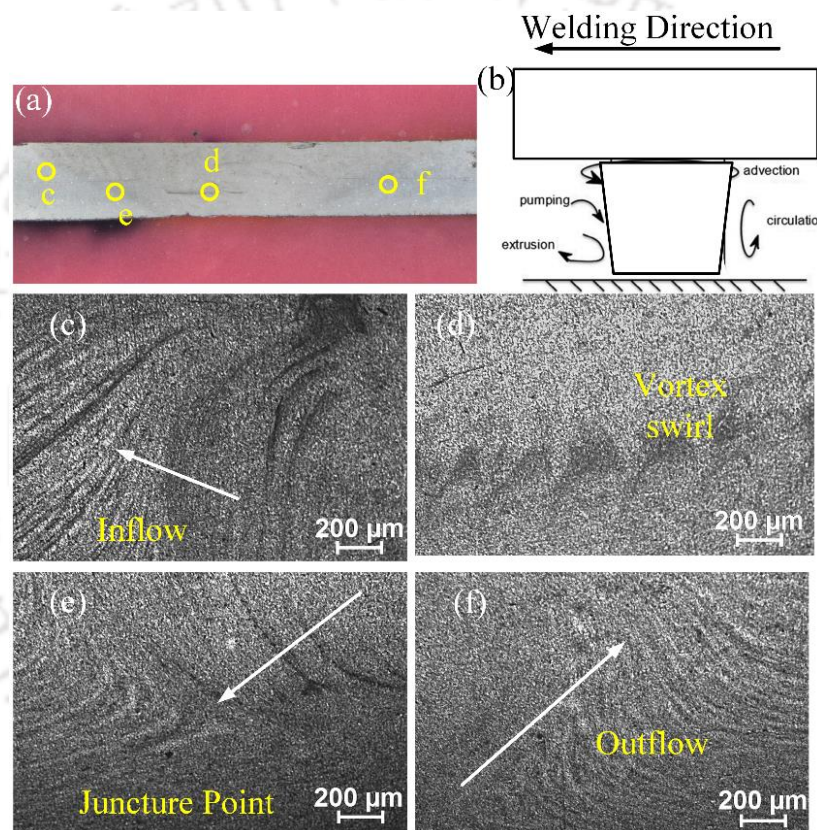 Welding Direction
(a)
(b)
d
c
e
f
advection
pumping
circulatio
extrusion
(c)
Inflow
200 µm
(d)
Vortex
swirl
200 µm
(e)
Juncture Point
200 µm
(f)
Outflow
200 µm